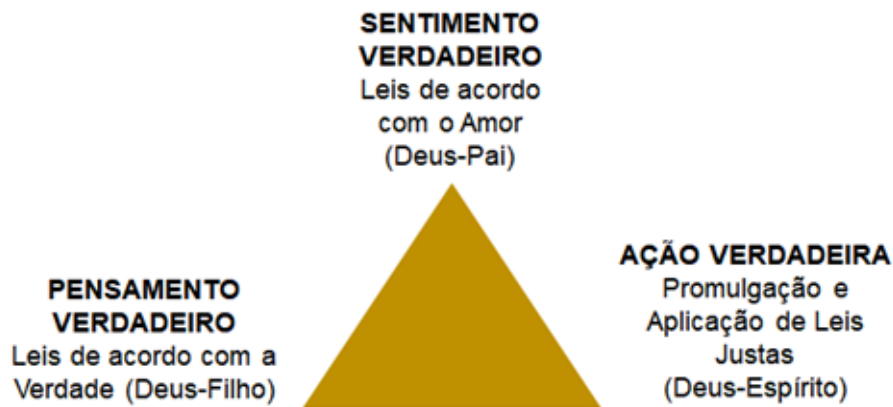 SENTIMENTO
VERDADEIRO
Leis de acordo
com o Amor
(Deus-Pai)
PENSAMENTO
VERDADEIRO
Leis de acordo com a
Verdade (Deus-Filho)
AÇÃO VERDADEIRA
Promulgação e
Aplicação de Leis
Justas
(Deus-Espírito)